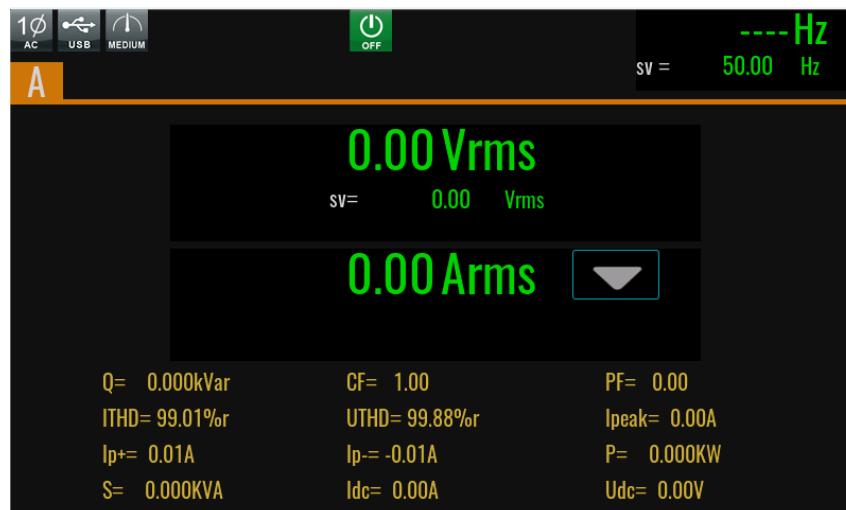 1Ø
AC
USB
MEDIUM
OFF
---- Hz
sv = 50.00 Hz
A
0.00 Vrms
sv= 0.00 Vrms
0.00 Arms
Q= 0.000kVar CF= 1.00 PF= 0.00
ITHD= 99.01%r UTHD= 99.88%r Ipeak= 0.00A
Ip+= 0.01A Ip-= -0.01A P= 0.000KW
S= 0.000KVA Idc= 0.00A Udc= 0.00V